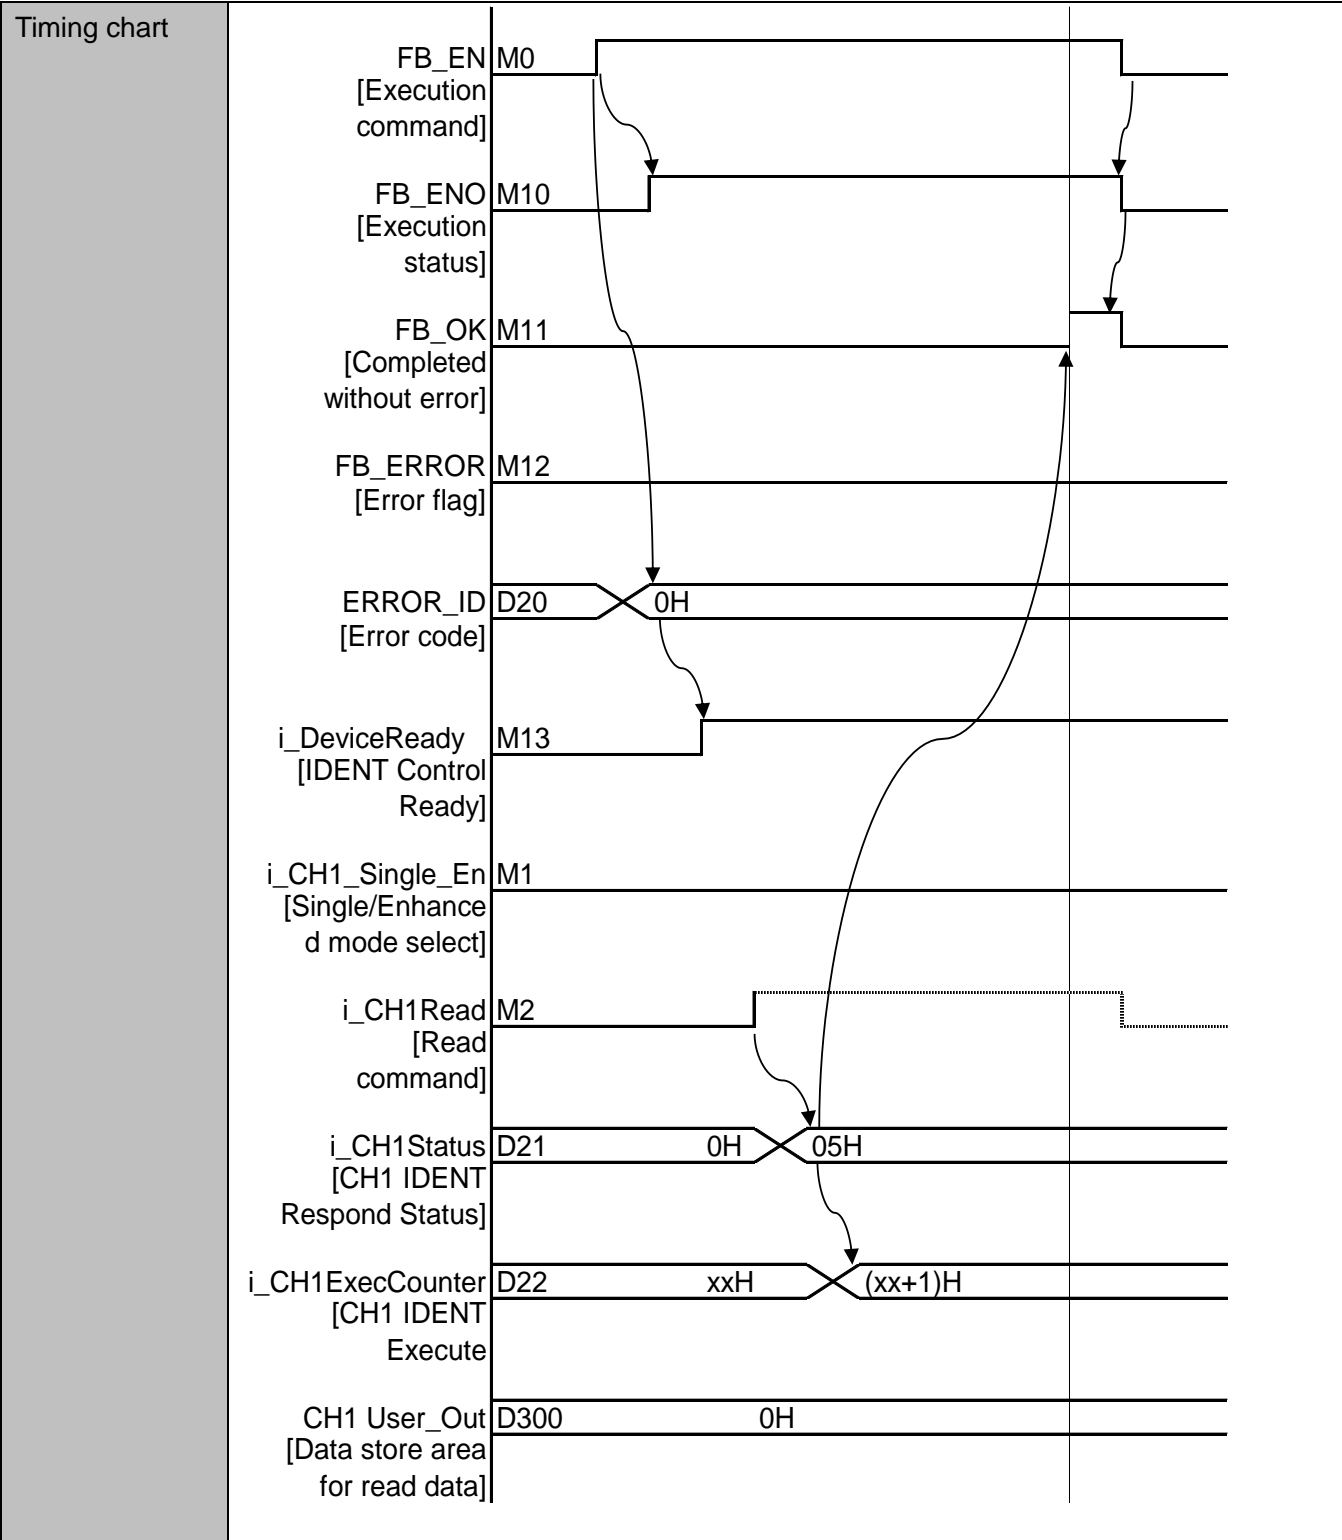 Timing chart
FB_EN M0
[Execution
command]
FB_ENO M10
[Execution
status]
FB_OK M11
[Completed
without error]
FB_ERROR M12
[Error flag]
ERROR_ID D20 0H
[Error code]
i_DeviceReady M13
[IDENT Control
Ready]
i_CH1_Single_En M1
[Single/Enhance
d mode select]
i_CH1Read M2
[Read
command]
i_CH1Status D21 0H 05H
[CH1 IDENT
Respond Status]
i_CH1ExecCounter D22 xxH (xx+1)H
[CH1 IDENT
Execute
CH1 User_Out D300 0H
[Data store area
for read data]